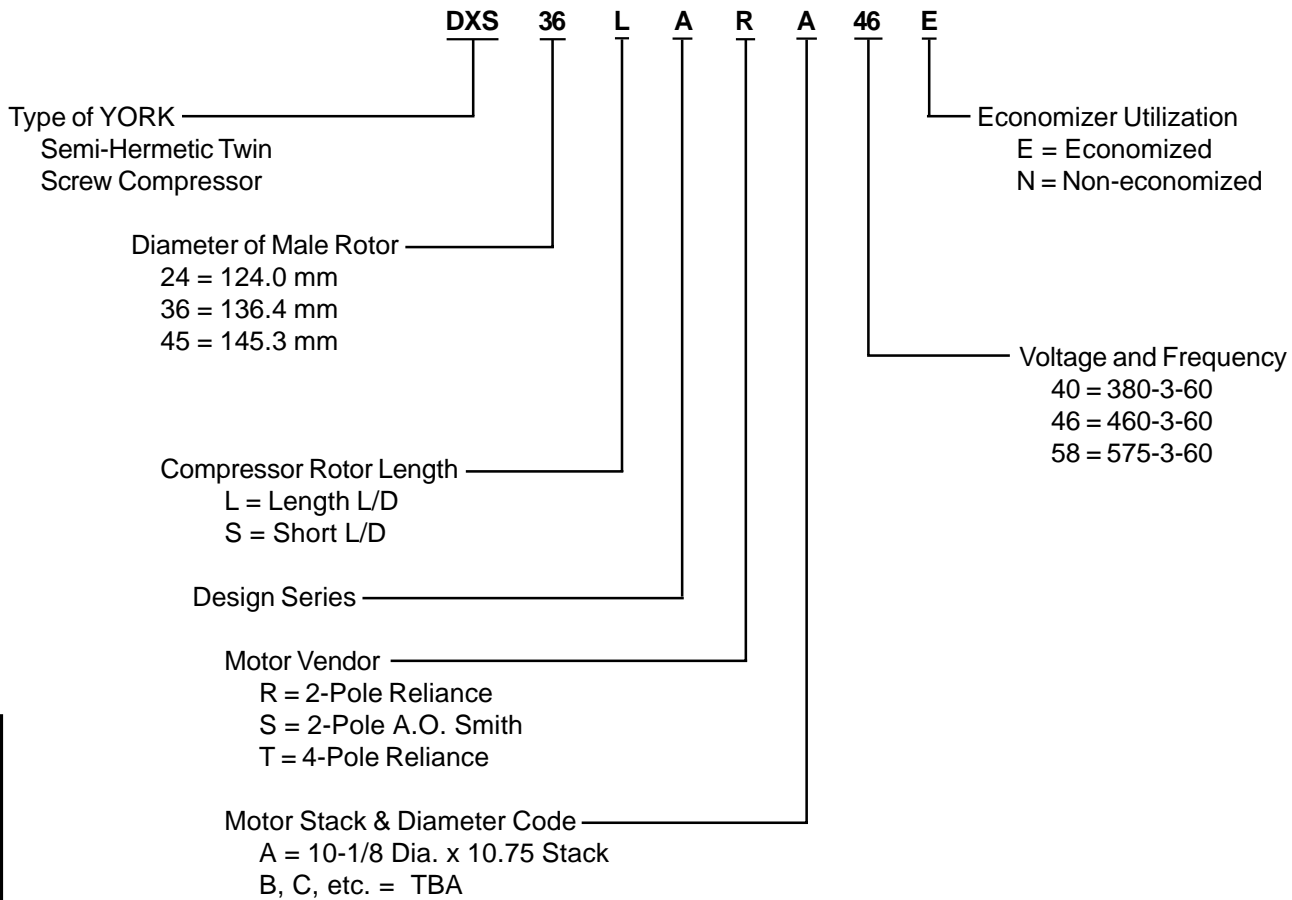 DXS 36 L A R A 46 E
Type of YORK
Semi-Hermetic Twin
Screw Compressor
Economizer Utilization
E = Economized
N = Non-economized
Diameter of Male Rotor
24 = 124.0 mm
36 = 136.4 mm
45 = 145.3 mm
Voltage and Frequency
40 = 380-3-60
46 = 460-3-60
58 = 575-3-60
Compressor Rotor Length
L = Length L/D
S = Short L/D
Design Series
Motor Vendor
R = 2-Pole Reliance
S = 2-Pole A.O. Smith
T = 4-Pole Reliance
Motor Stack & Diameter Code
A = 10-1/8 Dia. x 10.75 Stack
B, C, etc. = TBA